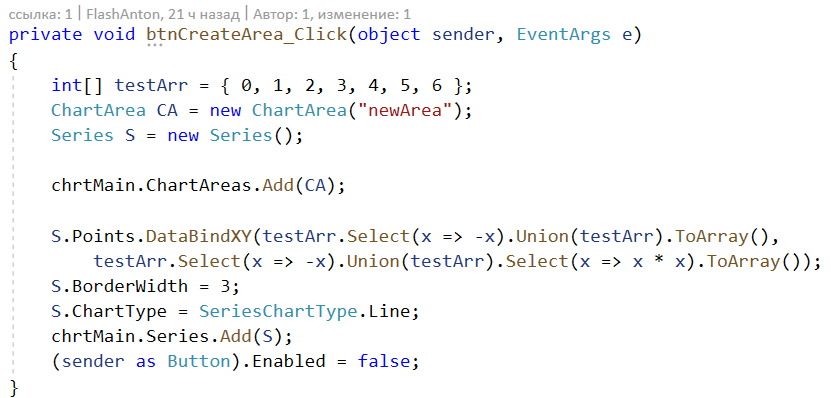 ссылка: 1 | FlashAnton, 21 ч назад | Автор: 1, изменение: 1
private void btnCreateArea_Click(object sender, EventArgs e)
{
    int[] testArr = { 0, 1, 2, 3, 4, 5, 6 };
    ChartArea CA = new ChartArea("newArea");
    Series S = new Series();

    chrtMain.ChartAreas.Add(CA);

    S.Points.DataBindXY(testArr.Select(x => -x).Union(testArr).ToArray(),
        testArr.Select(x => -x).Union(testArr).Select(x => x * x).ToArray());
    S.BorderWidth = 3;
    S.ChartType = SeriesChartType.Line;
    chrtMain.Series.Add(S);
    (sender as Button).Enabled = false;
}